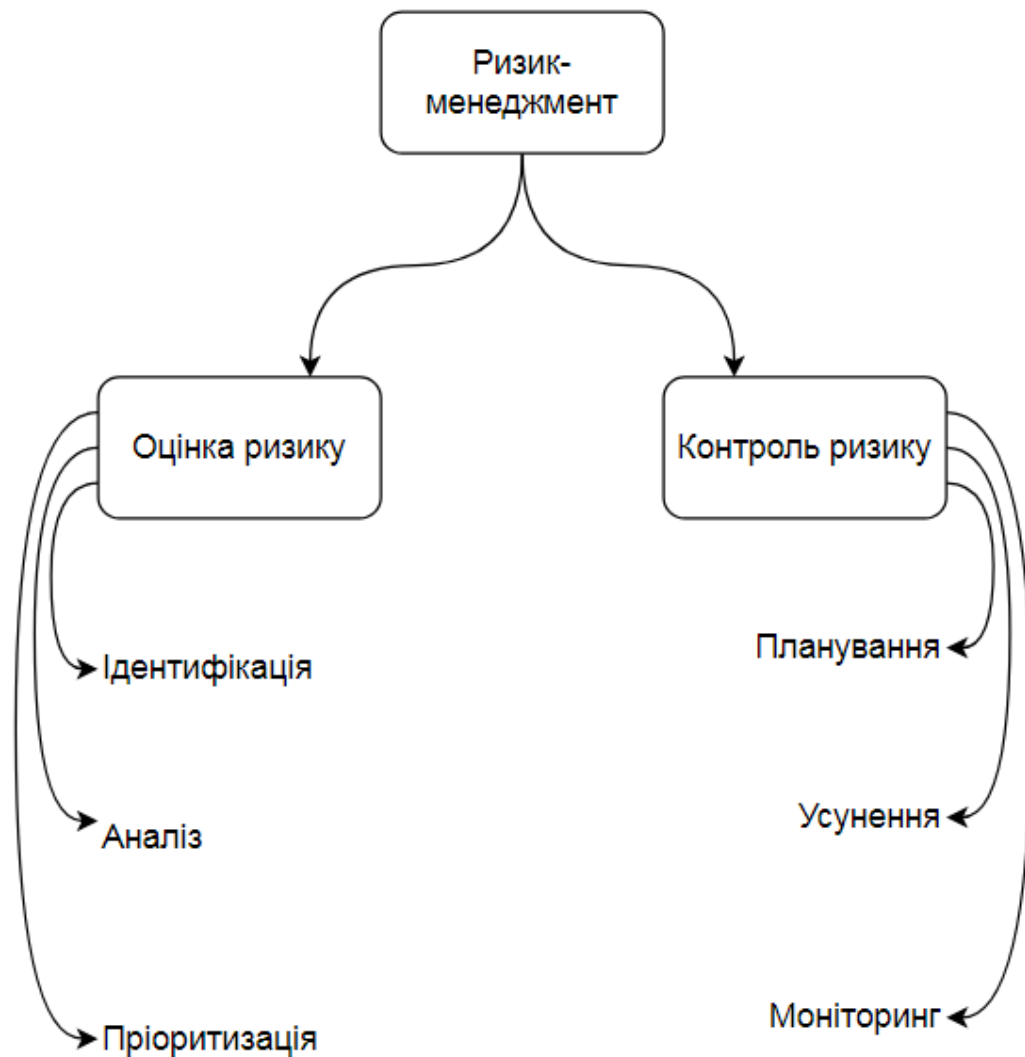 Ризик-
менеджмент
Оцінка ризику
Контроль ризику
Ідентифікація
Планування
Аналіз
Усунення
Пріоритизація
Моніторинг